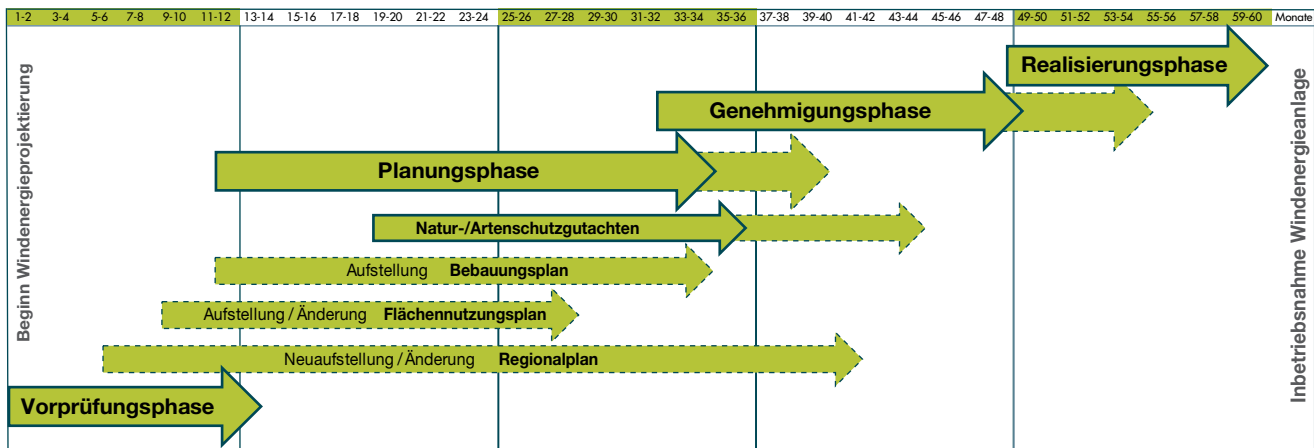 1-2 3-4 5-6 7-8 9-10 11-12 13-14 15-16 17-18 19-20 21-22 23-24 25-26 27-28 29-30 31-32 33-34 35-36 37-38 39-40 41-42 43-44 45-46 47-48 49-50 51-52 53-54 55-56 57-58 59-60 Monate
Beginn Windenergieprojektierung
Realisierungsphase
Genehmigungsphase
Planungsphase
Natur-/Artenschutzgutachten
Aufstellung Bebauungsplan
Aufstellung / Änderung Flächennutzungsplan
Neuaufstellung / Änderung Regionalplan
Vorprüfungsphase
Inbetriebsnahme Windenergieanlage